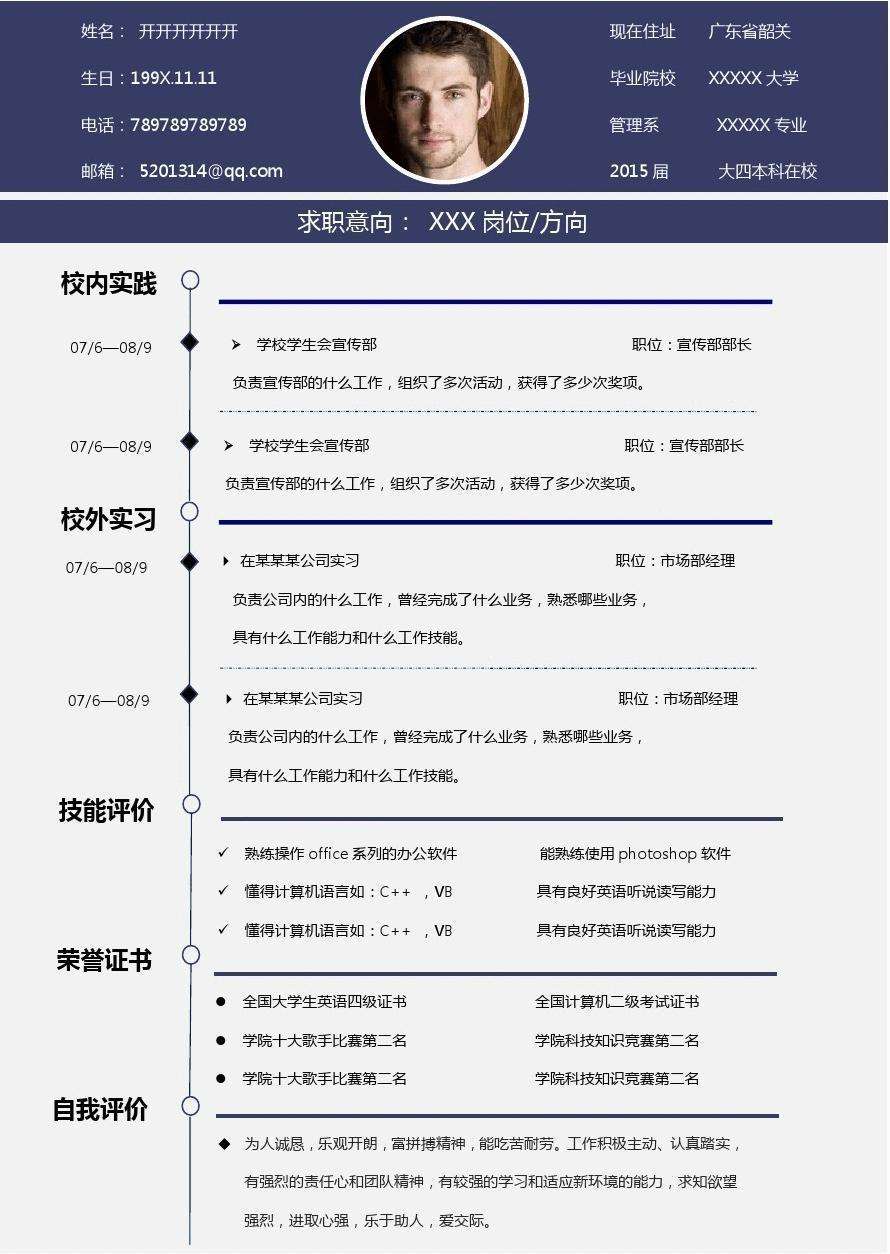 姓名： 开开开开开开
现在住址 广东省韶关
生日：199X.11.11
毕业院校 XXXXX 大学
电话：789789789789
管理系 XXXXX 专业
邮箱： 5201314@qq.com
2015 届 大四本科在校
求职意向： XXX 岗位/方向
校内实践
07/6—08/9 学校学生会宣传部 职位：宣传部部长
负责宣传部的什么工作，组织了多次活动，获得了多少次奖项。
07/6—08/9 学校学生会宣传部 职位：宣传部部长
负责宣传部的什么工作，组织了多次活动，获得了多少次奖项。
校外实习
07/6—08/9 在某某某公司实习 职位：市场部经理
负责公司内的什么工作，曾经完成了什么业务，熟悉哪些业务，
具有什么工作能力和什么工作技能。
07/6—08/9 在某某某公司实习 职位：市场部经理
负责公司内的什么工作，曾经完成了什么业务，熟悉哪些业务，
具有什么工作能力和什么工作技能。
技能评价
熟练操作 office 系列的办公软件 能熟练使用 photoshop 软件
懂得计算机语言如：C++ ，VB 具有良好英语听说读写能力
懂得计算机语言如：C++ ，VB 具有良好英语听说读写能力
荣誉证书
全国大学生英语四级证书 全国计算机二级考试证书
学院十大歌手比赛第二名 学院科技知识竞赛第二名
学院十大歌手比赛第二名 学院科技知识竞赛第二名
自我评价
为人诚恳，乐观开朗，富拼搏精神，能吃苦耐劳。工作积极主动、认真踏实，
有强烈的责任心和团队精神，有较强的学习和适应新环境的能力，求知欲望
强烈，进取心强，乐于助人，爱交际。